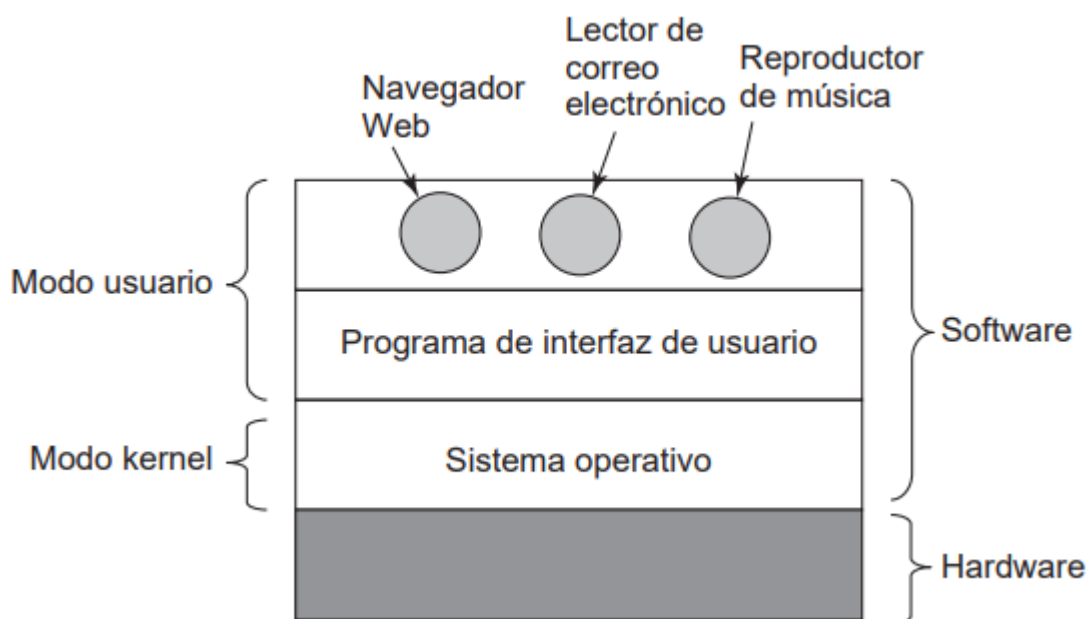 Navegador
Web
Lector de
correo
electrónico
Reproductor
de música
Modo usuario
Programa de interfaz de usuario
Software
Modo kernel
Sistema operativo
Hardware